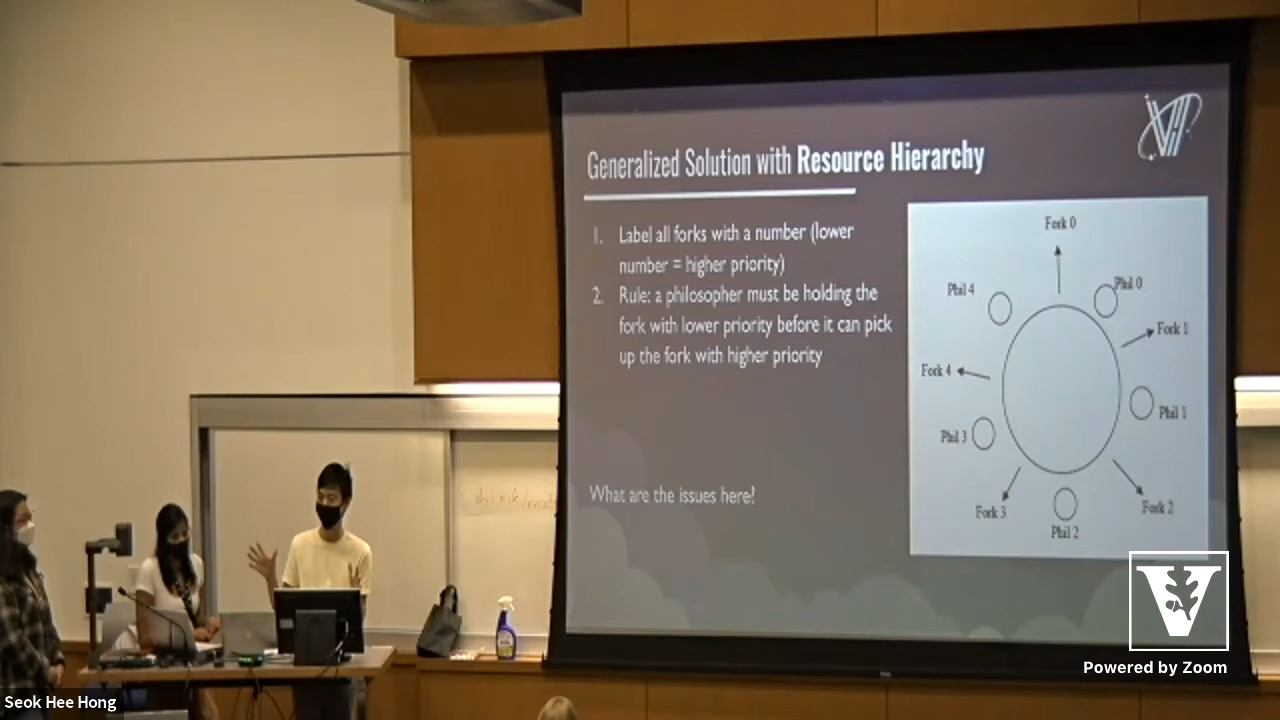 Generalized Solution with Resource Hierarchy
1. Label all forks with a number (lower
number = higher priority)
2. Rule: a philosopher must be holding the
fork with lower priority before it can pick
up the fork with higher priority
What are the issues here?
Fork 0
Phil 4
Phil 0
Fork 1
Fork 4
Phil 1
Phil 3
Fork 3
Fork 2
Phil 2
V
Powered by Zoom
Seok Hee Hong